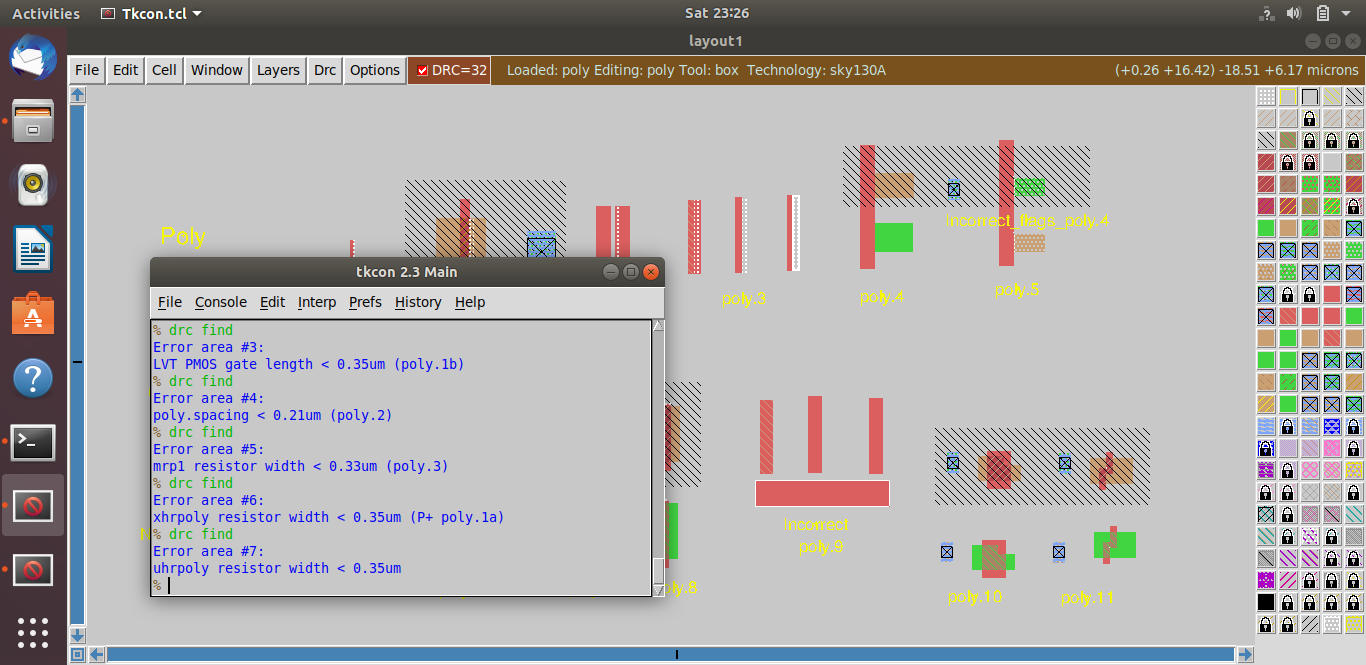 Activities Tkcon.tcl Sat 23:26
layout1
File Edit Cell Window Layers Drc Options DRC=32 Loaded: poly Editing: poly Tool: box Technology: sky130A (+0.26 +16.42) -18.51 +6.17 microns
Poly
Incorrect_flags_poly.4
poly.3
poly.4
poly.5
tkcon 2.3 Main
File Console Edit Interp Prefs History Help
% drc find
Error area #3:
LVT PMOS gate length < 0.35um (poly.1b)
% drc find
Error area #4:
poly.spacing < 0.21um (poly.2)
% drc find
Error area #5:
mrp1 resistor width < 0.33um (poly.3)
% drc find
Error area #6:
xhrpoly resistor width < 0.35um (P+ poly.1a)
% drc find
Error area #7:
uhrpoly resistor width < 0.35um
%
Incorrect
poly.9
ly.8
poly.10
poly.11